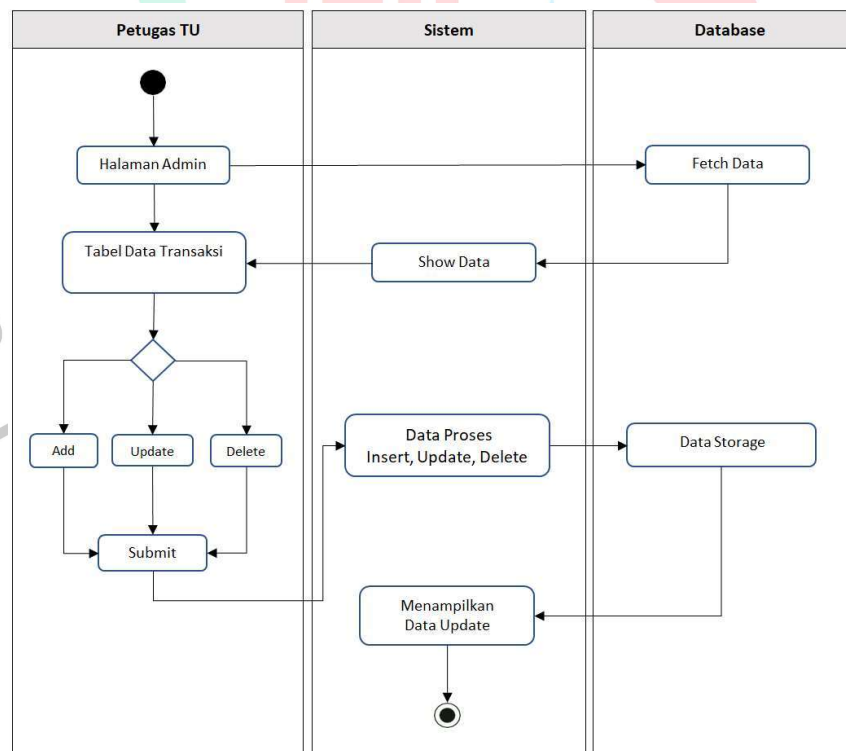 Petugas TU
Sistem
Database
Halaman Admin
Fetch Data
Tabel Data Transaksi
Show Data
Add
Update
Delete
Data Proses
Insert, Update, Delete
Data Storage
Submit
Menampilkan
Data Update